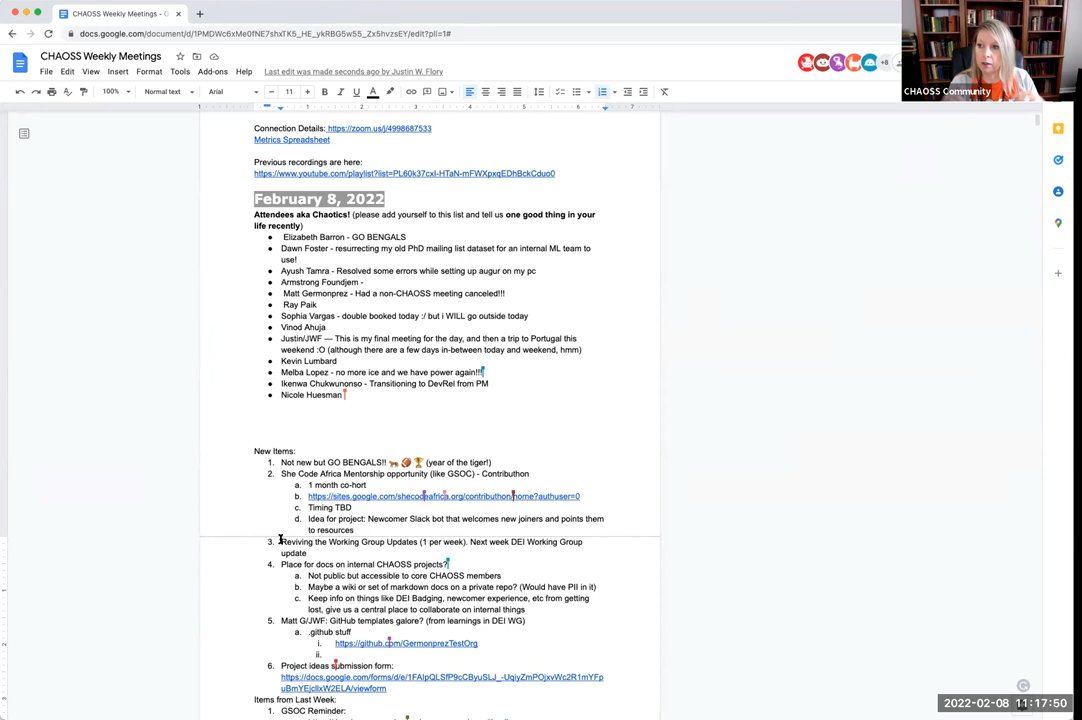 CHAOSS Weekly Meetings - G
docs.google.com/document/d/1PMDWc6xMe0fNE7shxTK5_HE_ykRBG5w55_Zx5hvzsEY/edit?pli=1#
CHAOSS Weekly Meetings
File Edit View Insert Format Tools Add-ons Help Last edit was made seconds ago by Justin W. Flory
+8
CHAOSS Community
100% Normal text Arial 11
Connection Details: https://zoom.us/j/4998687533
Metrics Spreadsheet
Previous recordings are here:
https://www.youtube.com/playlist?list=PL60k37cxI-HTaN-mFWXpxqEDhBckCduo0
February 8, 2022
Attendees aka Chaotics! (please add yourself to this list and tell us one good thing in your
life recently)
● Elizabeth Barron - GO BENGALS
● Dawn Foster - resurrecting my old PhD mailing list dataset for an internal ML team to
use!
● Ayush Tamra - Resolved some errors while setting up augur on my pc
● Armstrong Foundjem -
● Matt Germonprez - Had a non-CHAOSS meeting canceled!!!
● Ray Paik
● Sophia Vargas - double booked today :/ but i WILL go outside today
● Vinod Ahuja
● Justin/JWF — This is my final meeting for the day, and then a trip to Portugal this
weekend :O (although there are a few days in-between today and weekend, hmm)
● Kevin Lumbard
● Melba Lopez - no more ice and we have power again!!!
● Ikenwa Chukwunonso - Transitioning to DevRel from PM
● Nicole Huesman
New Items:
1. Not new but GO BENGALS!! 🐅 🏈 🏆 (year of the tiger!)
2. She Code Africa Mentorship opportunity (like GSOC) - Contributhon
a. 1 month co-hort
b. https://sites.google.com/shecodeafrica.org/contributhon/home?authuser=0
c. Timing TBD
d. Idea for project: Newcomer Slack bot that welcomes new joiners and points them
to resources
3. Reviving the Working Group Updates (1 per week). Next week DEI Working Group
update
4. Place for docs on internal CHAOSS projects?
a. Not public but accessible to core CHAOSS members
b. Maybe a wiki or set of markdown docs on a private repo? (Would have PII in it)
c. Keep info on things like DEI Badging, newcomer experience, etc from getting
lost, give us a central place to collaborate on internal things
5. Matt G/JWF: GitHub templates galore? (from learnings in DEI WG)
a. .github stuff
i. https://github.com/GermonprezTestOrg
ii.
6. Project ideas submission form:
https://docs.google.com/forms/d/e/1FAIpQLSfP9cCByuSLJ_-UqiyZmPOjxvWc2R1mYFp
uBmYEjclIxW2ELA/viewform
Items from Last Week:
1. GSOC Reminder:
2022-02-08 11:17:50